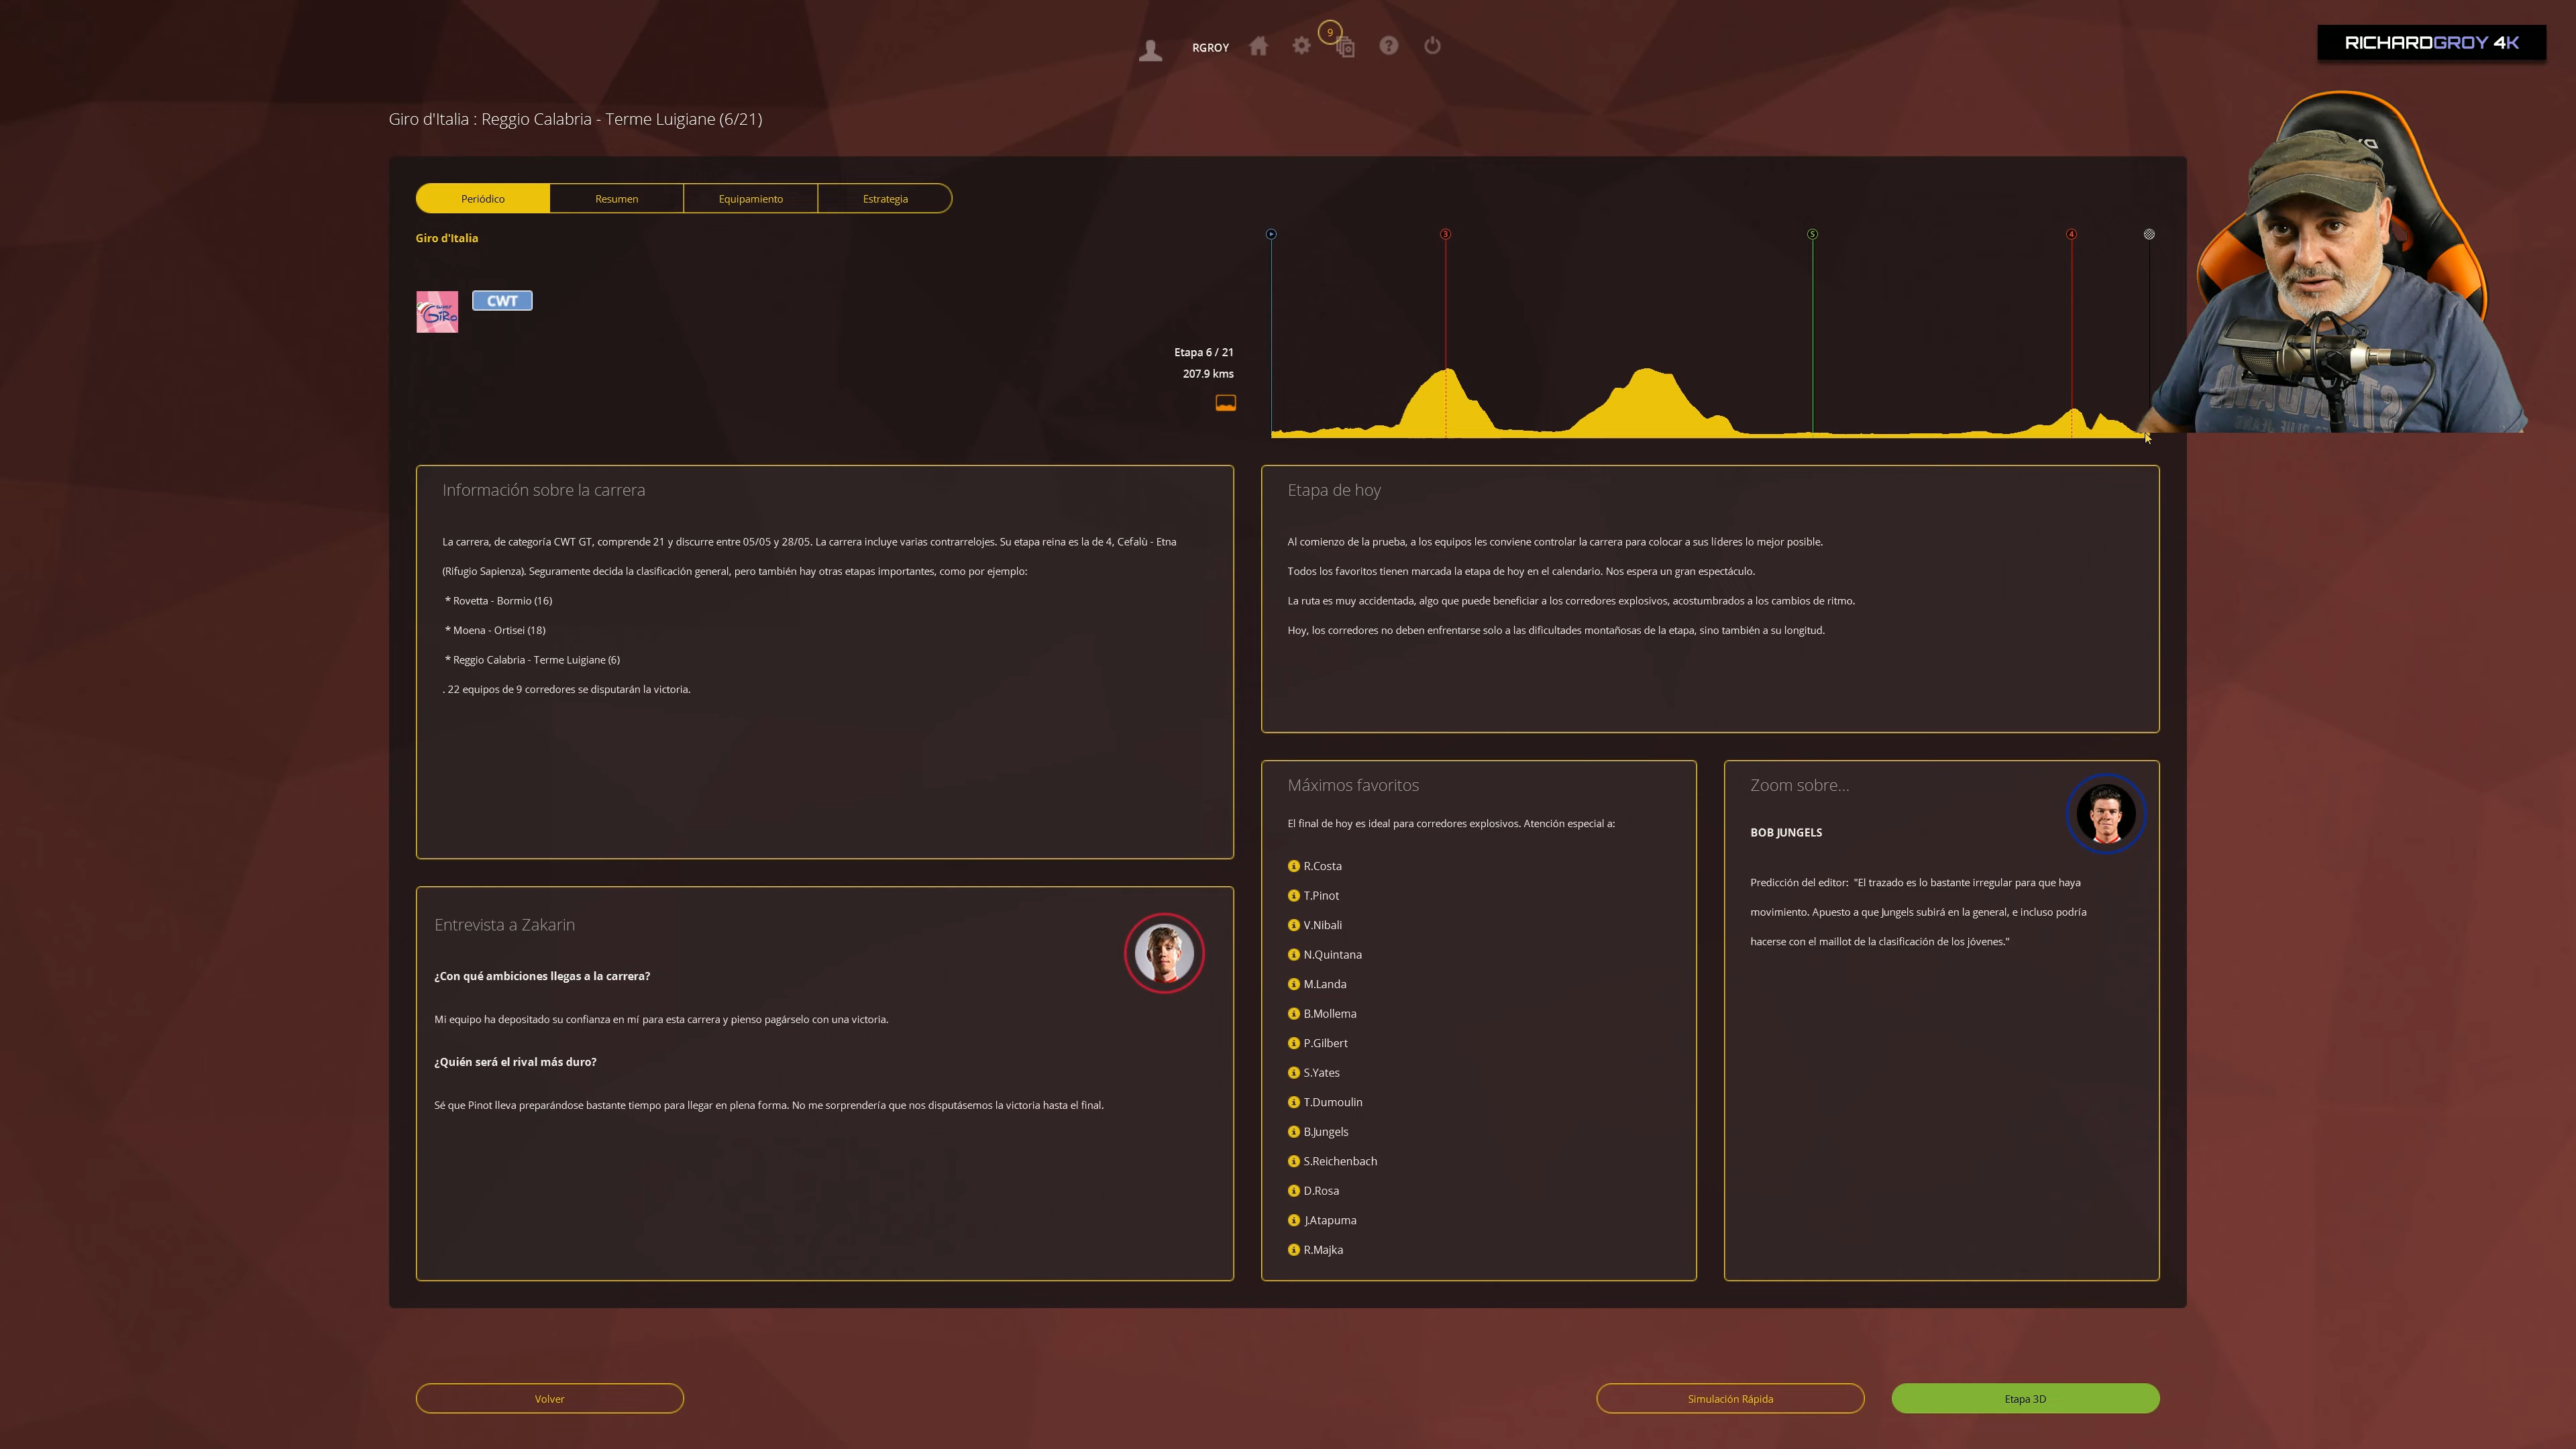 RGROY
9
RICHARDGROY 4K
Giro d'Italia : Reggio Calabria - Terme Luigiane (6/21)
Periódico
Resumen
Equipamiento
Estrategia
Giro d'Italia
Giro
CWT
Etapa 6 / 21
207.9 kms
3
S
4
Información sobre la carrera
La carrera, de categoría CWT GT, comprende 21 y discurre entre 05/05 y 28/05. La carrera incluye varias contrarrelojes. Su etapa reina es la de 4, Cefalù - Etna
(Rifugio Sapienza). Seguramente decida la clasificación general, pero también hay otras etapas importantes, como por ejemplo:
* Rovetta - Bormio (16)
* Moena - Ortisei (18)
* Reggio Calabria - Terme Luigiane (6)
. 22 equipos de 9 corredores se disputarán la victoria.
Etapa de hoy
Al comienzo de la prueba, a los equipos les conviene controlar la carrera para colocar a sus líderes lo mejor posible.
Todos los favoritos tienen marcada la etapa de hoy en el calendario. Nos espera un gran espectáculo.
La ruta es muy accidentada, algo que puede beneficiar a los corredores explosivos, acostumbrados a los cambios de ritmo.
Hoy, los corredores no deben enfrentarse solo a las dificultades montañosas de la etapa, sino también a su longitud.
Entrevista a Zakarin
¿Con qué ambiciones llegas a la carrera?
Mi equipo ha depositado su confianza en mí para esta carrera y pienso pagárselo con una victoria.
¿Quién será el rival más duro?
Sé que Pinot lleva preparándose bastante tiempo para llegar en plena forma. No me sorprendería que nos disputásemos la victoria hasta el final.
Máximos favoritos
El final de hoy es ideal para corredores explosivos. Atención especial a:
R.Costa
T.Pinot
V.Nibali
N.Quintana
M.Landa
B.Mollema
P.Gilbert
S.Yates
T.Dumoulin
B.Jungels
S.Reichenbach
D.Rosa
J.Atapuma
R.Majka
Zoom sobre...
BOB JUNGELS
Predicción del editor: "El trazado es lo bastante irregular para que haya
movimiento. Apuesto a que Jungels subirá en la general, e incluso podría
hacerse con el maillot de la clasificación de los jóvenes."
Volver
Simulación Rápida
Etapa 3D